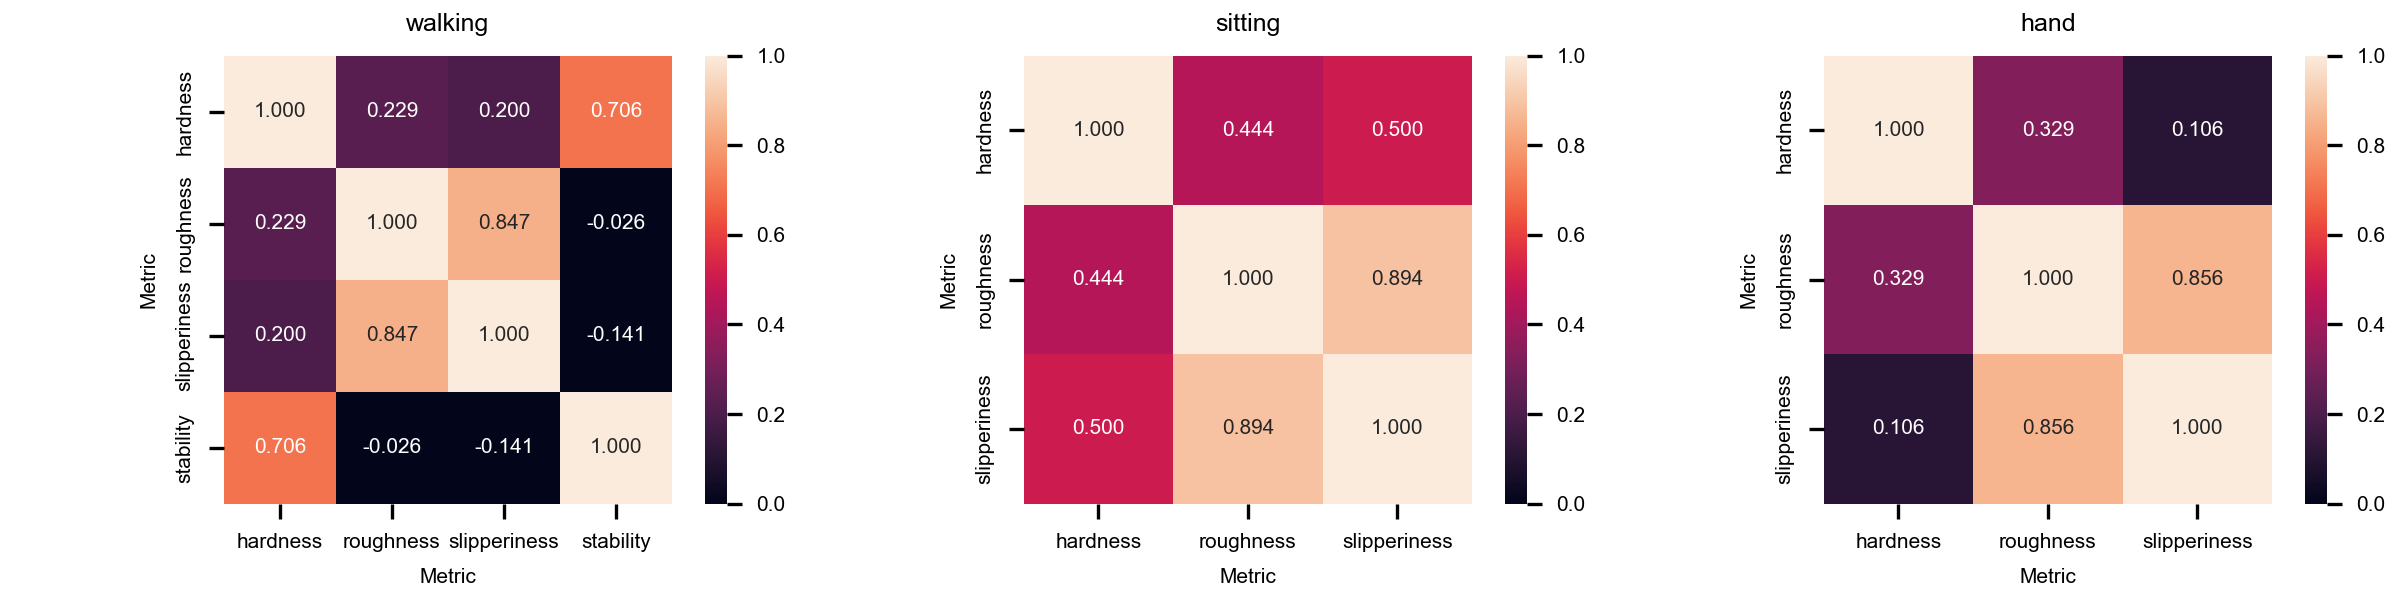 walking
hardness
roughness
slipperiness
stability
Metric
1.000 0.229 0.200 0.706
0.229 1.000 0.847 -0.026
0.200 0.847 1.000 -0.141
0.706 -0.026 -0.141 1.000
hardness roughness slipperiness stability
Metric
1.0
0.8
0.6
0.4
0.2
0.0
sitting
hardness
roughness
slipperiness
Metric
1.000 0.444 0.500
0.444 1.000 0.894
0.500 0.894 1.000
hardness roughness slipperiness
Metric
1.0
0.8
0.6
0.4
0.2
0.0
hand
hardness
roughness
slipperiness
Metric
1.000 0.329 0.106
0.329 1.000 0.856
0.106 0.856 1.000
hardness roughness slipperiness
Metric
1.0
0.8
0.6
0.4
0.2
0.0